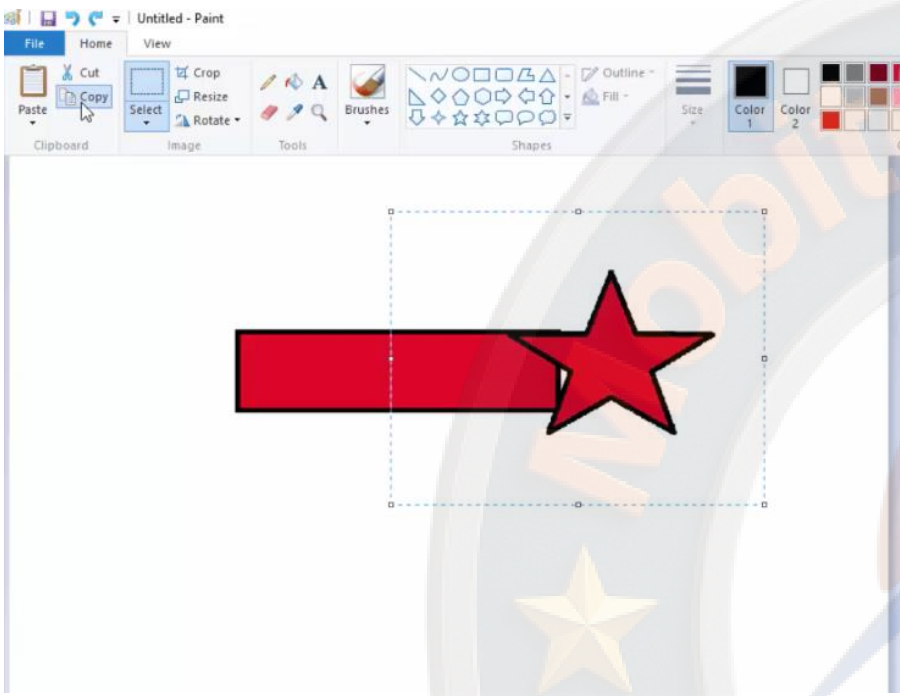 Untitled - Paint
File Home View
Cut
Copy
Paste
Crop
Resize
Rotate
Select
A
Brushes
Outline
Fill
Size
Color 1
Color 2
Clipboard Image Tools Shapes